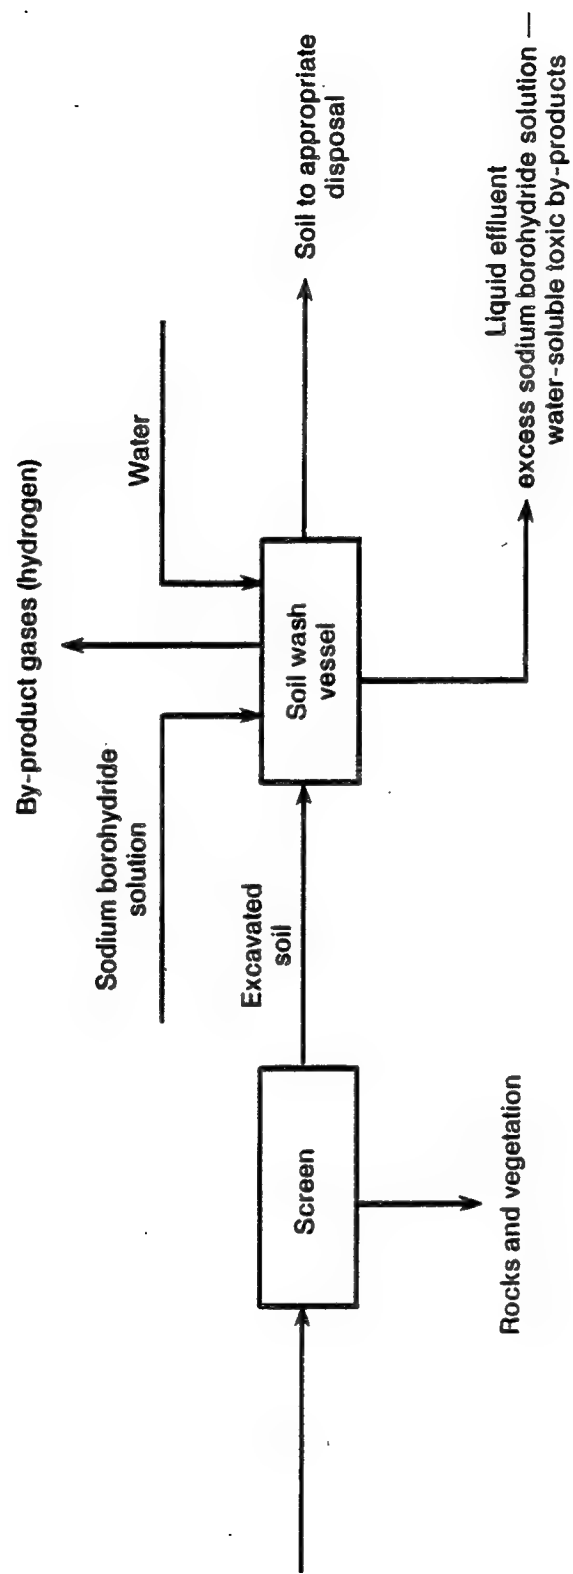 By-product gases (hydrogen)
Sodium borohydride
solution
Water
Excavated
soil
Screen
Soil wash
vessel
Soil to appropriate
disposal
Rocks and vegetation
Liquid effluent
excess sodium borohydride solution —
water-soluble toxic by-products